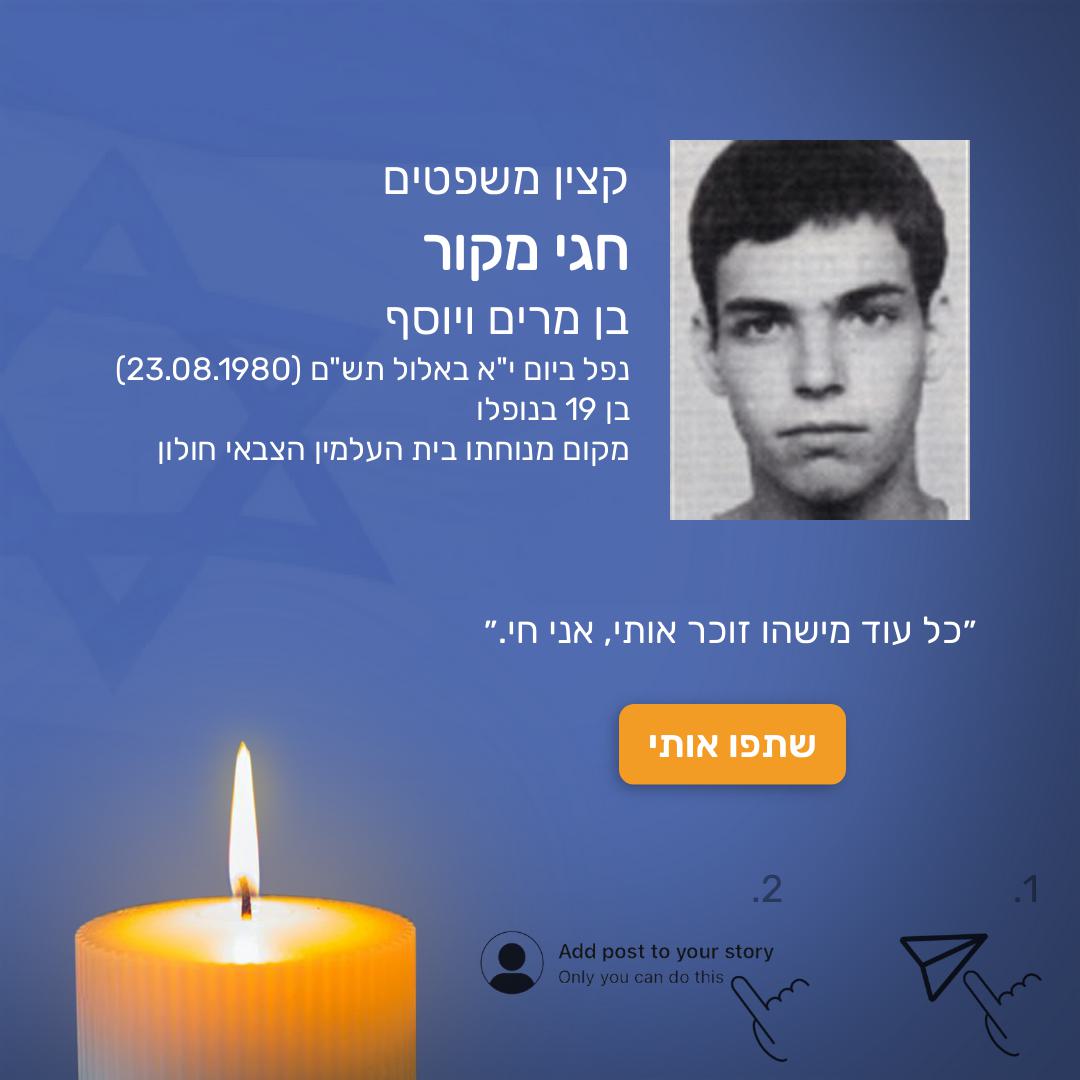 קצין משפטים
חגי מקור
בן מרים ויוסף
נפל ביום י"א באלול תש"ם (23.08.1980)
בן 19 בנופלו
מקום מנוחתו בית העלמין הצבאי חולון
״כל עוד מישהו זוכר אותי, אני חי.״
שתפו אותי
1.
2.
Add post to your story
Only you can do this